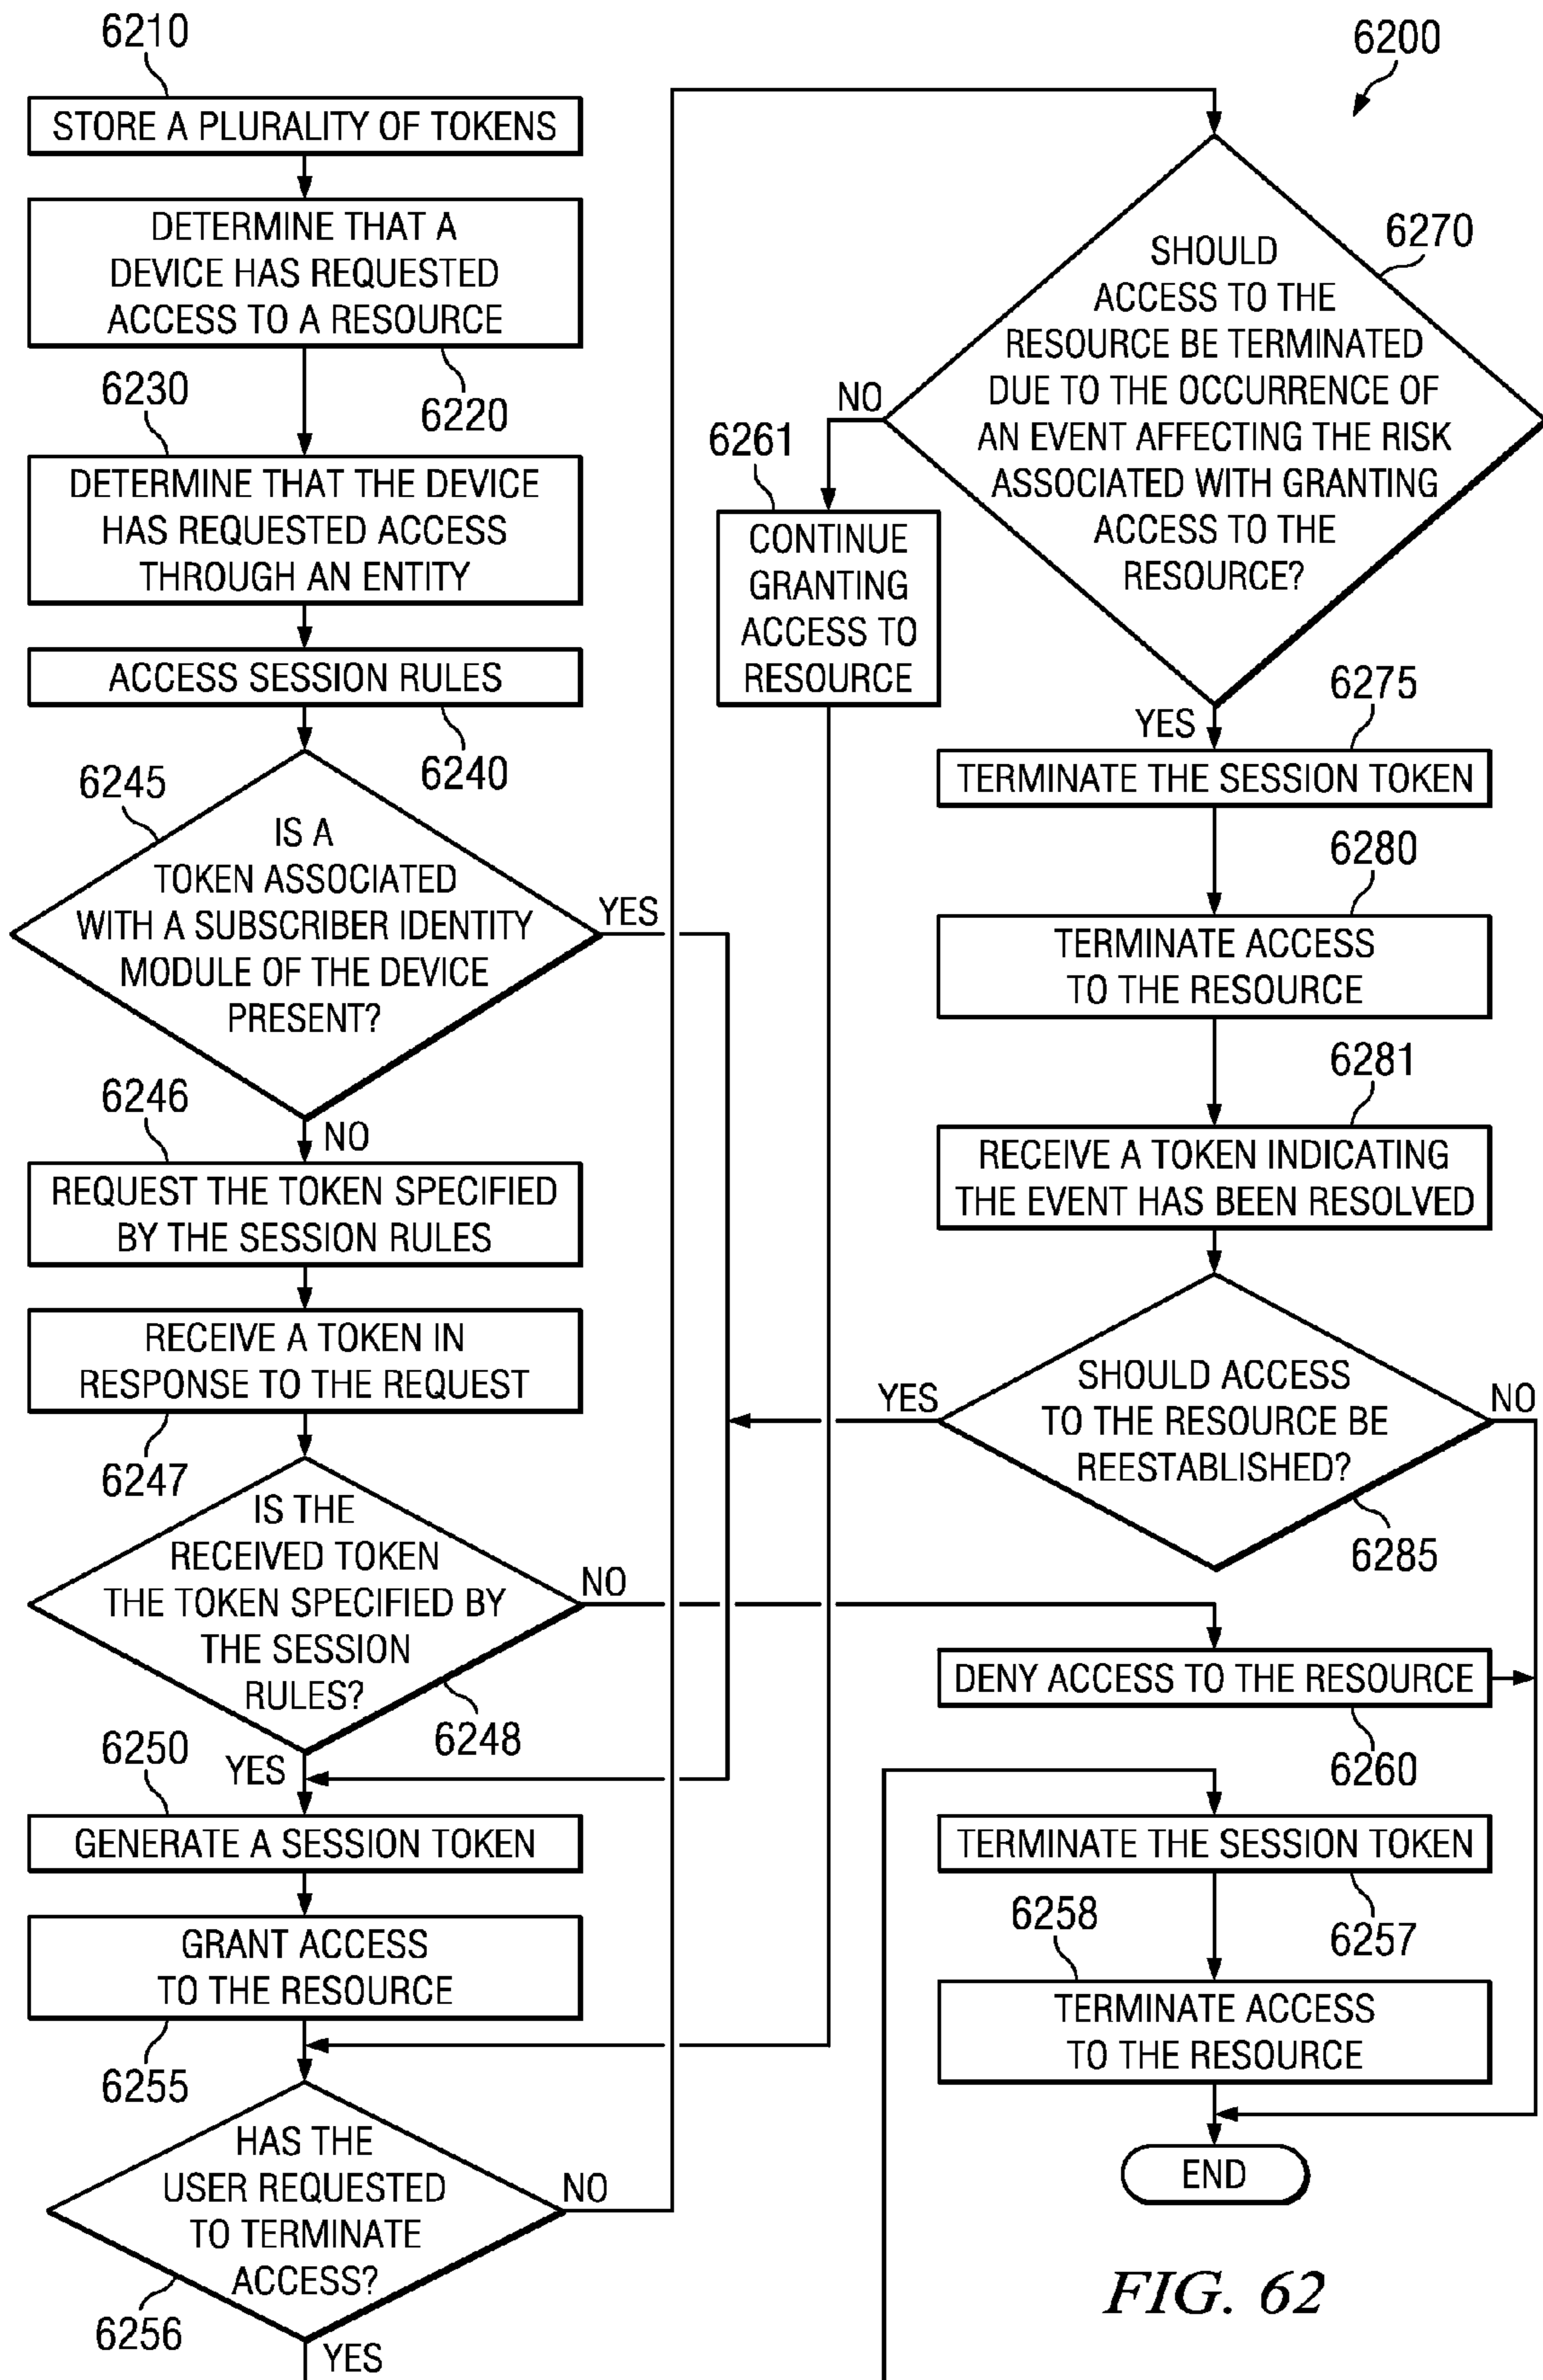 6210
STORE A PLURALITY OF TOKENS
DETERMINE THAT A
DEVICE HAS REQUESTED
ACCESS TO A RESOURCE
6220
6230
DETERMINE THAT THE DEVICE
HAS REQUESTED ACCESS
THROUGH AN ENTITY
ACCESS SESSION RULES
6240
6245
IS A
TOKEN ASSOCIATED
WITH A SUBSCRIBER IDENTITY
MODULE OF THE DEVICE
PRESENT?
YES
NO
6246
REQUEST THE TOKEN SPECIFIED
BY THE SESSION RULES
RECEIVE A TOKEN IN
RESPONSE TO THE REQUEST
6247
IS THE
RECEIVED TOKEN
THE TOKEN SPECIFIED BY
THE SESSION
RULES?
NO
6248
YES
6250
GENERATE A SESSION TOKEN
GRANT ACCESS
TO THE RESOURCE
6255
HAS THE
USER REQUESTED
TO TERMINATE
ACCESS?
NO
6256
YES
6200
6270
SHOULD
ACCESS TO THE
RESOURCE BE TERMINATED
DUE TO THE OCCURRENCE OF
AN EVENT AFFECTING THE RISK
ASSOCIATED WITH GRANTING
ACCESS TO THE
RESOURCE?
NO
6261
CONTINUE
GRANTING
ACCESS TO
RESOURCE
YES
6275
TERMINATE THE SESSION TOKEN
6280
TERMINATE ACCESS
TO THE RESOURCE
6281
RECEIVE A TOKEN INDICATING
THE EVENT HAS BEEN RESOLVED
SHOULD ACCESS
TO THE RESOURCE BE
REESTABLISHED?
YES
NO
6285
DENY ACCESS TO THE RESOURCE
6260
TERMINATE THE SESSION TOKEN
6257
6258
TERMINATE ACCESS
TO THE RESOURCE
END
FIG. 62